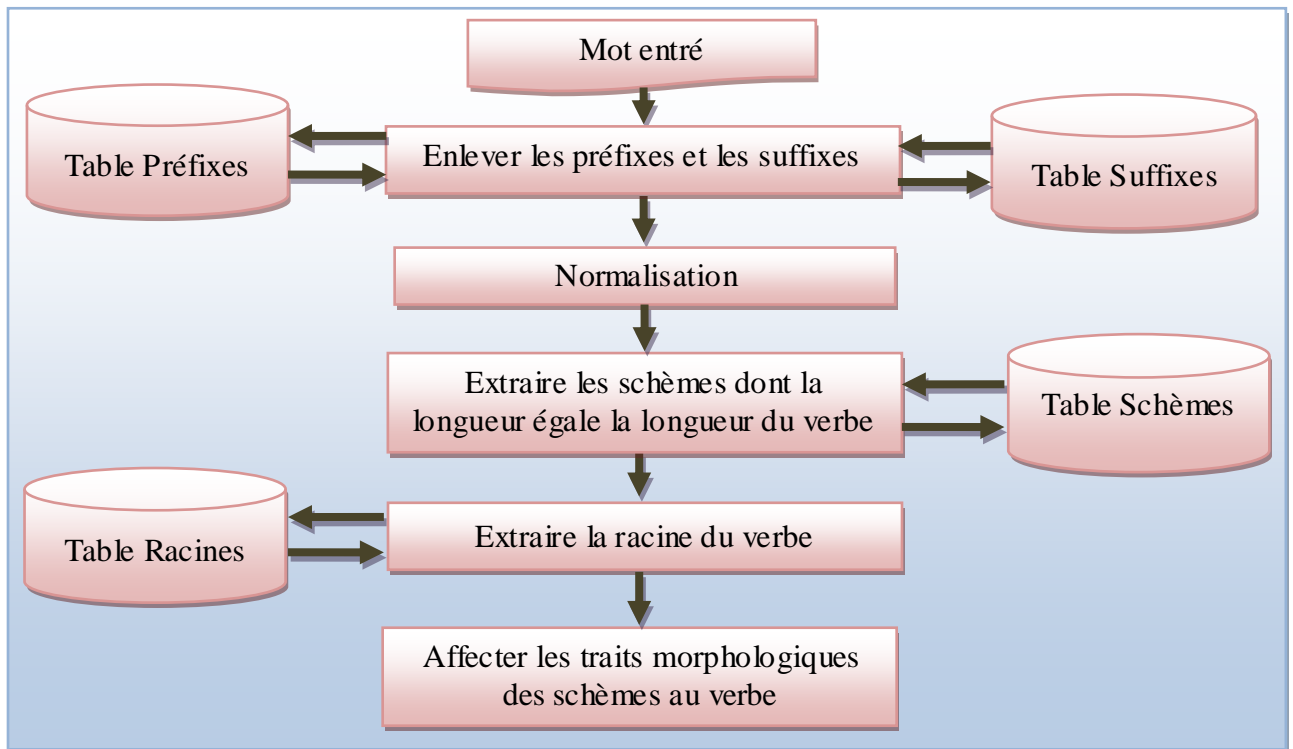 Mot entré
Table Préfixes
Enlever les préfixes et les suffixes
Table Suffixes
Normalisation
Extraire les schèmes dont la
longueur égale la longueur du verbe
Table Schèmes
Table Racines
Extraire la racine du verbe
Affecter les traits morphologiques
des schèmes au verbe